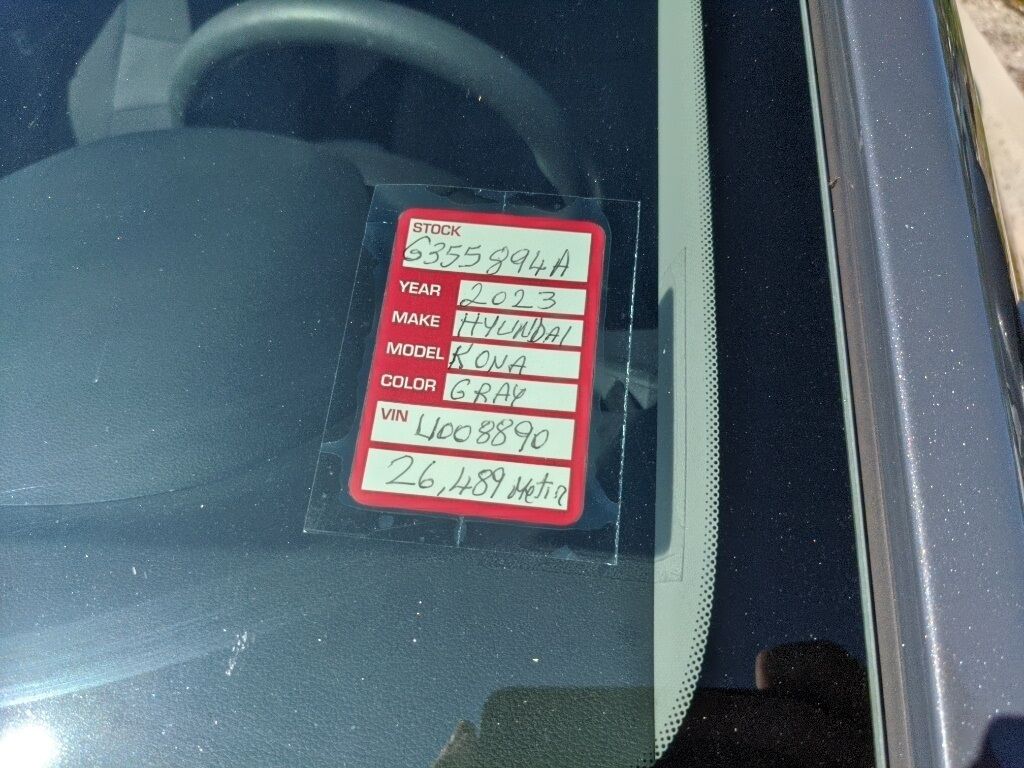 STOCK
G355894A
YEAR 2023
MAKE HYUNDAI
MODEL KONA
COLOR GRAY
VIN U008890
26,489